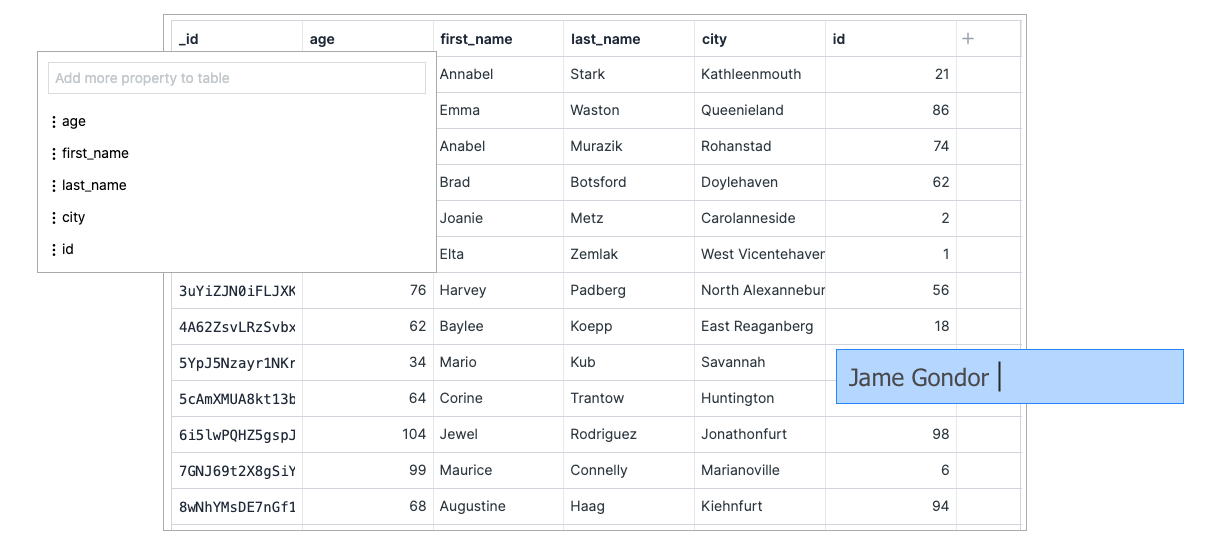 _id age first_name last_name city id +
Add more property to table
age
first_name
last_name
city
id
Annabel Stark Kathleenmouth 21
Emma Waston Queenieland 86
Anabel Murazik Rohanstad 74
Brad Botsford Doylehaven 62
Joanie Metz Carolanneside 2
Elta Zemlak West Vicentehaver 1
3uYiZJN0iFLJXK 76 Harvey Padberg North Alexannebur 56
4A62ZsvLRzSvbx 62 Baylee Koepp East Reaganberg 18
5YpJ5Nzayr1NKr 34 Mario Kub Savannah
Jame Gondor
5cAmXMUA8kt13b 64 Corine Trantow Huntington
6i5lwPQHZ5gspJ 104 Jewel Rodriguez Jonathonfurt 98
7GNJ69t2X8gSiY 99 Maurice Connelly Marianoville 6
8wNhYMsDE7nGf1 68 Augustine Haag Kiehnfurt 94